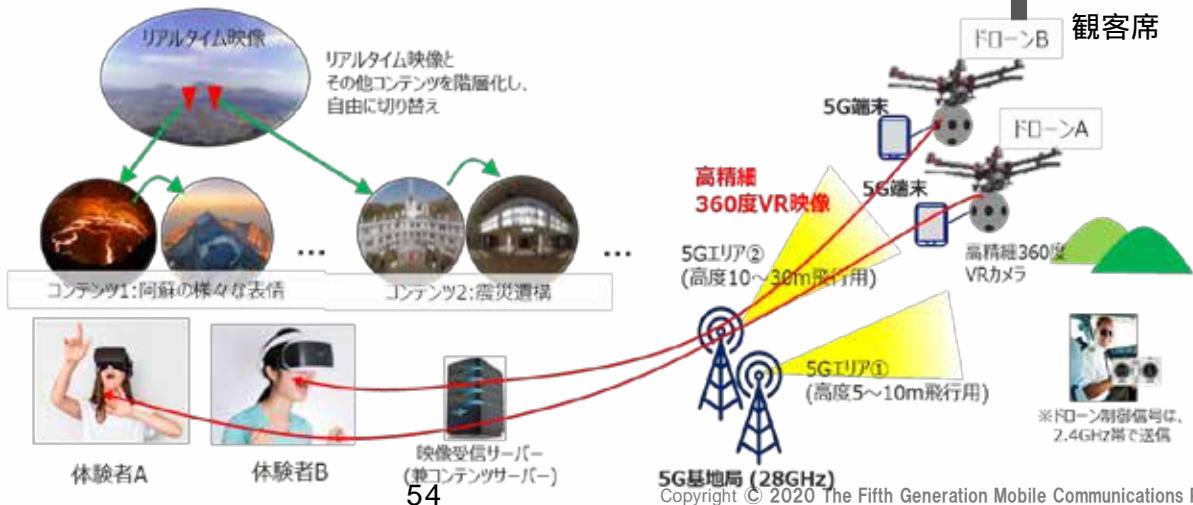 観客席
リアルタイム映像
リアルタイム映像と
その他コンテンツを階層化し、
自由に切り替え
ドローンB
5G端末
ドローンA
高精細
360度VR映像
5G端末
5Gエリア②
(高度10～30m飛行用)
高精細360度
VRカメラ
…
…
コンテンツ1:阿蘇の様々な表情
コンテンツ2:震災遺構
5Gエリア①
(高度5～10m飛行用)
※ドローン制御信号は、
2.4GHz帯で送信
体験者A
体験者B
映像受信サーバー
(兼コンテンツサーバー)
5G基地局 (28GHz)
54
Copyright © 2020 The Fifth Generation Mobile Communications